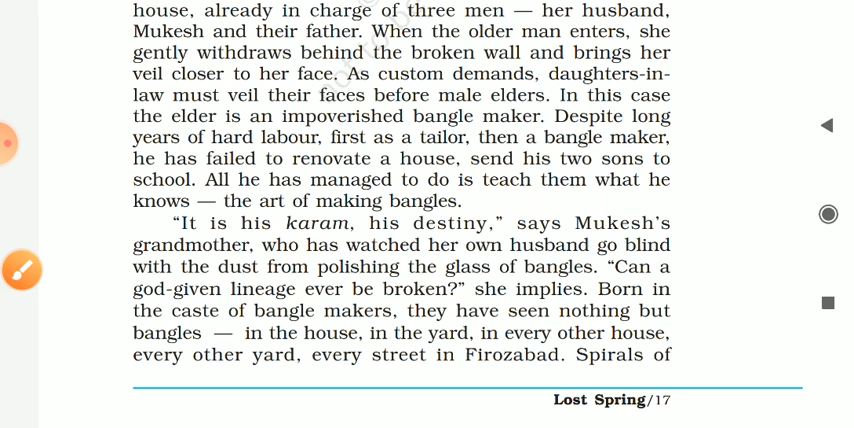 house, already in charge of three men — her husband,
Mukesh and their father. When the older man enters, she
gently withdraws behind the broken wall and brings her
veil closer to her face. As custom demands, daughters-in-
law must veil their faces before male elders. In this case
the elder is an impoverished bangle maker. Despite long
years of hard labour, first as a tailor, then a bangle maker,
he has failed to renovate a house, send his two sons to
school. All he has managed to do is teach them what he
knows — the art of making bangles.
“It is his karam, his destiny,” says Mukesh’s
grandmother, who has watched her own husband go blind
with the dust from polishing the glass of bangles. “Can a
god-given lineage ever be broken?” she implies. Born in
the caste of bangle makers, they have seen nothing but
bangles — in the house, in the yard, in every other house,
every other yard, every street in Firozabad. Spirals of
Lost Spring/17